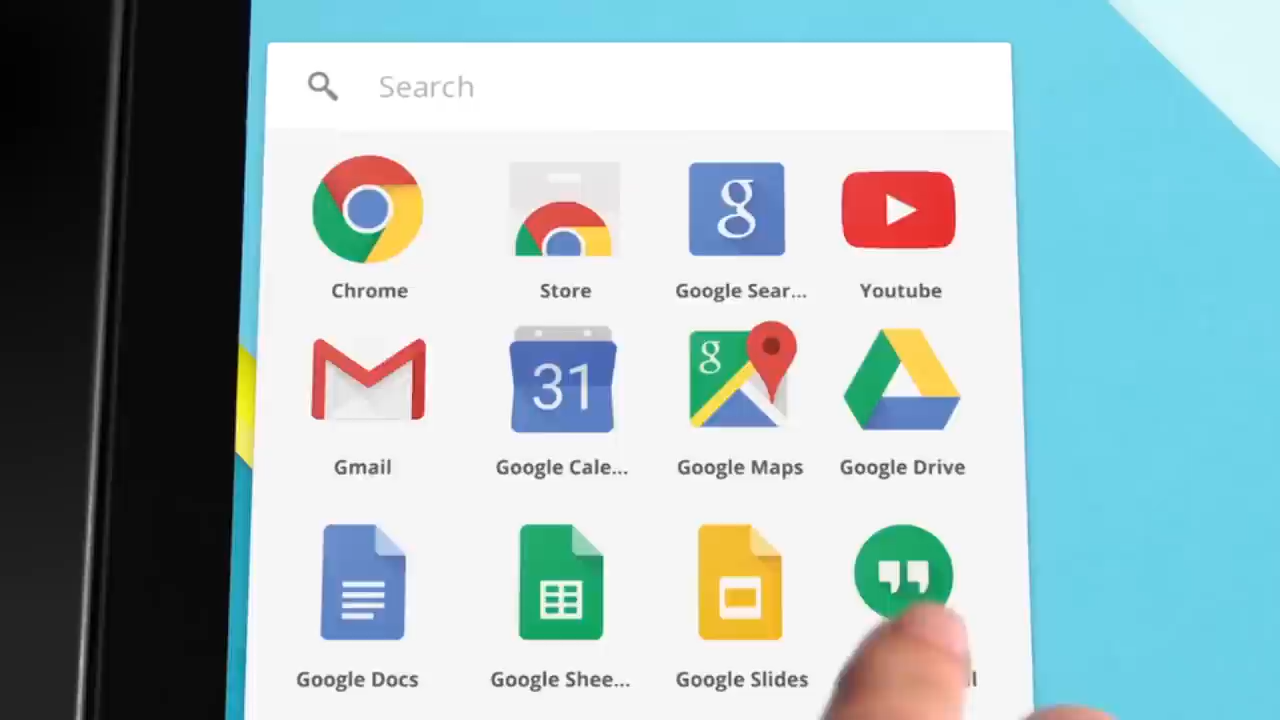 Search
Chrome
Store
g
Google Sear...
Youtube
31
g
Gmail
Google Cale...
Google Maps
Google Drive
Google Docs
Google Shee...
Google Slides